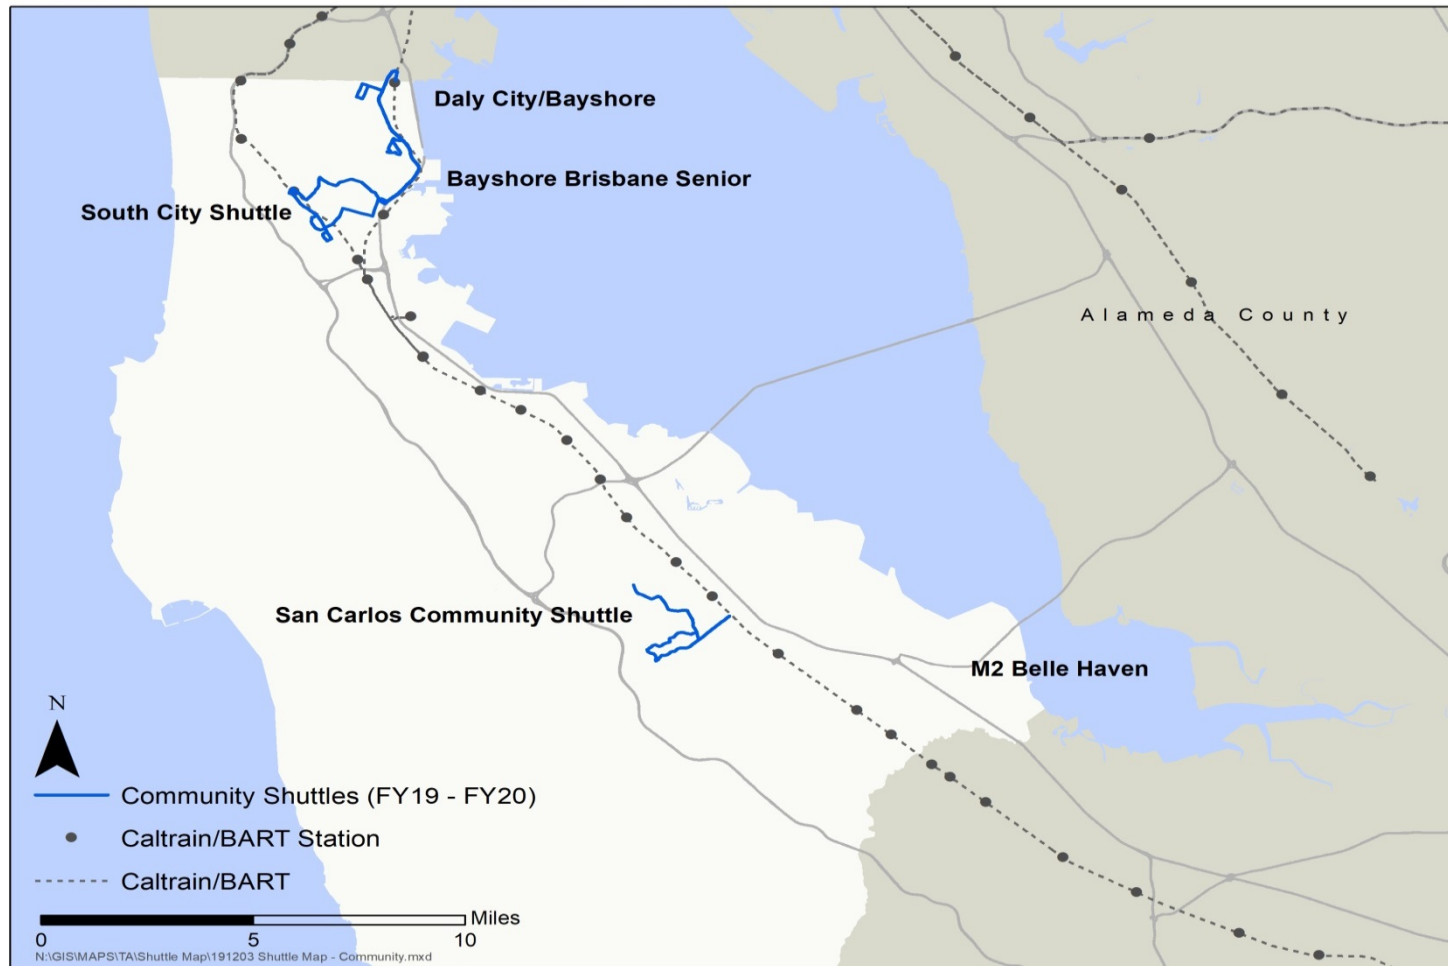 Daly City/Bayshore
Bayshore Brisbane Senior
South City Shuttle
Alameda County
San Carlos Community Shuttle
M2 Belle Haven
N
Community Shuttles (FY19 - FY20)
Caltrain/BART Station
Caltrain/BART
Miles
0 5 10
N:\GIS\MAPS\TA\Shuttle Map\191203 Shuttle Map - Community.mxd